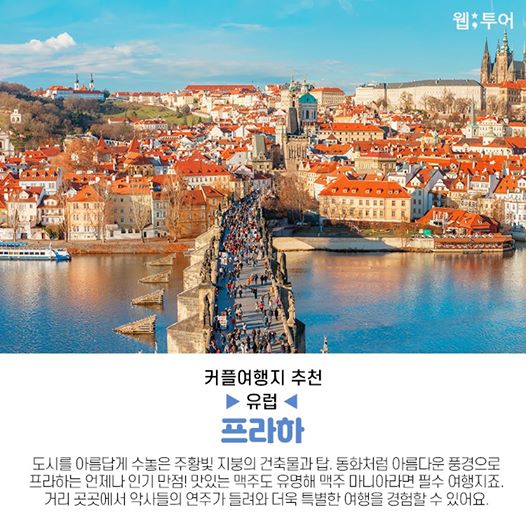 웹투어
커플여행지 추천
▶ 유럽 ◀
프라하
도시를 아름답게 수놓은 주황빛 지붕의 건축물과 탑. 동화처럼 아름다운 풍경으로
프라하는 언제나 인기 만점! 맛있는 맥주도 유명해 맥주 마니아라면 필수 여행지죠.
거리 곳곳에서 악사들의 연주가 들려와 더욱 특별한 여행을 경험할 수 있어요.